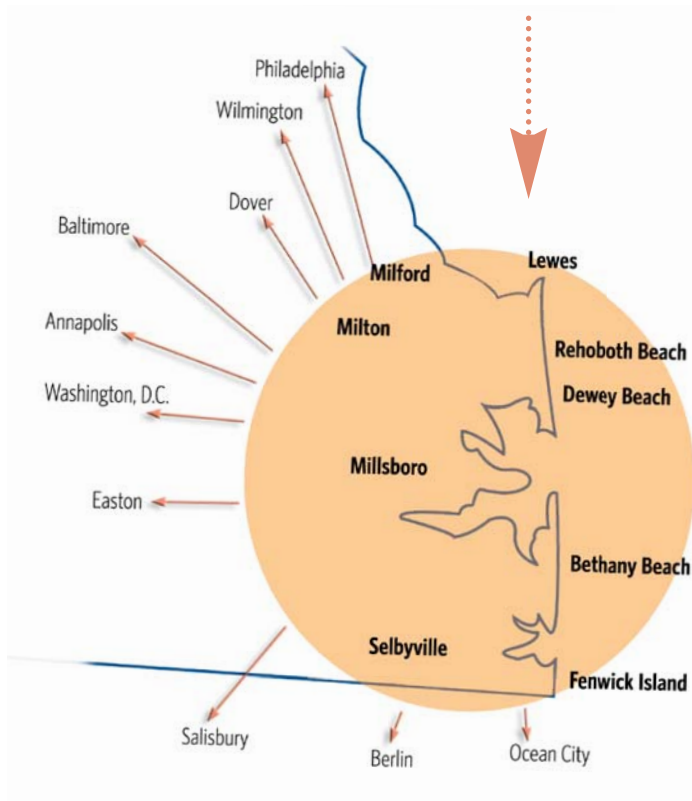 Philadelphia
Wilmington
Dover
Baltimore
Lewes
Milford
Annapolis
Milton
Rehoboth Beach
Washington, D.C.
Dewey Beach
Millsboro
Easton
Bethany Beach
Selbyville
Fenwick Island
Salisbury
Berlin
Ocean City